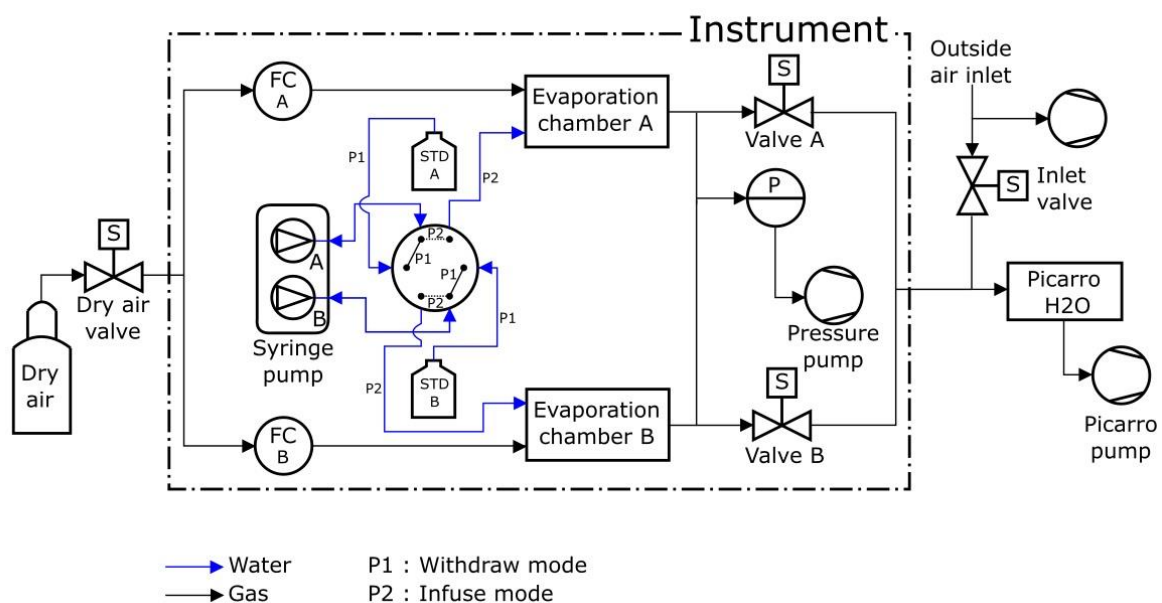 Instrument
Outside
air inlet
S
FC
A
Evaporation
chamber A
Valve A
P1
STD
A
P2
P
S
Inlet
valve
S
P2
P1
P1
P2
A
B
Syringe
pump
Dry air
valve
Dry
air
P1
P2
STD
B
Pressure
pump
Picarro
H2O
S
FC
B
Evaporation
chamber B
Valve B
Picarro
pump
Water
Gas
P1 : Withdraw mode
P2 : Infuse mode